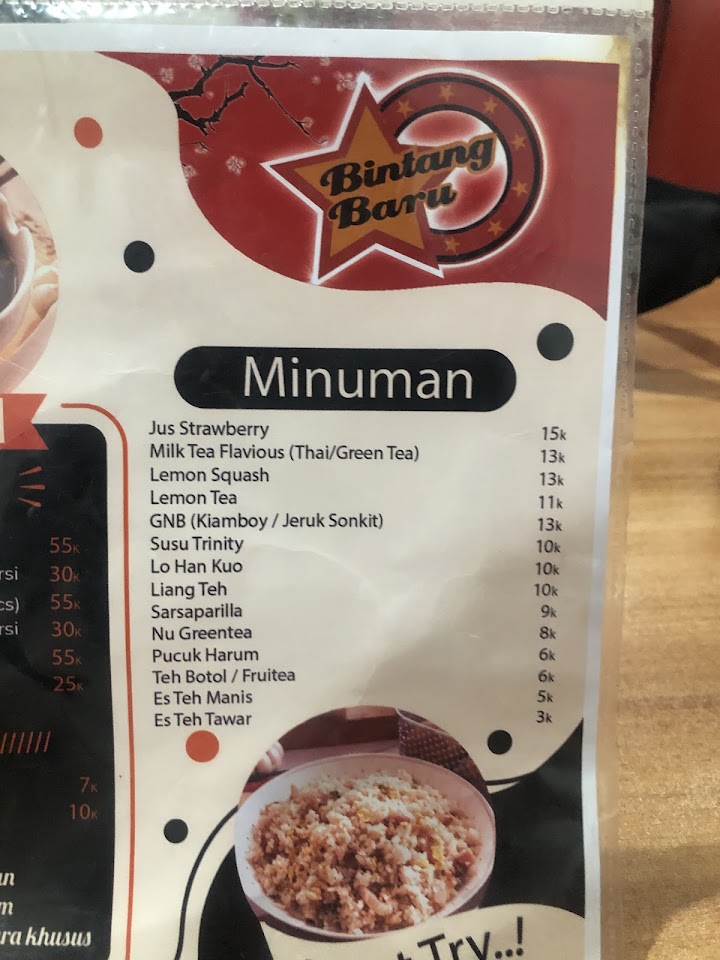 Bintang
Baru
Minuman
Jus Strawberry 15K
Milk Tea Flavious (Thai/Green Tea) 13K
Lemon Squash 13K
Lemon Tea 11K
GNB (Kiamboy / Jeruk Sonkit) 13K
Susu Trinity 10K
Lo Han Kuo 10K
Liang Teh 10K
Sarsaparilla 9K
Nu Greentea 8K
Pucuk Harum 6K
Teh Botol / Fruitea 6K
Es Teh Manis 5K
Es Teh Tawar 3K
55K
rsi 30K
cs) 55K
rsi 30K
55K
25K
7K
10K
an
m
ara khusus
t Try..!